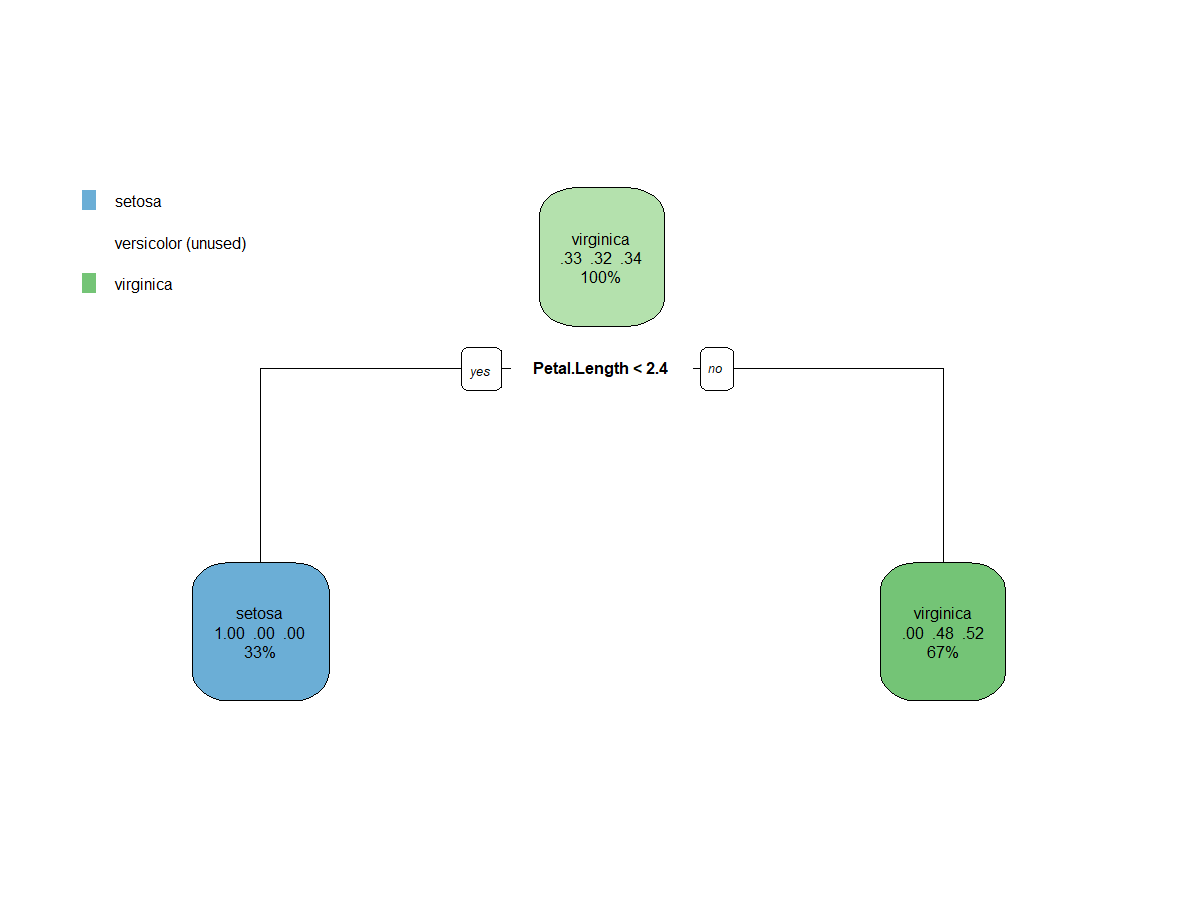 setosa
versicolor (unused)
virginica
virginica
.33 .32 .34
100%
yes
Petal.Length < 2.4
no
setosa
1.00 .00 .00
33%
virginica
.00 .48 .52
67%